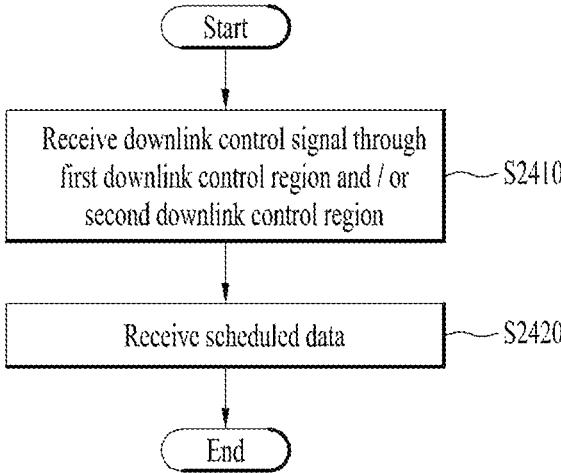 Start
Receive downlink control signal through
first downlink control region and / or
second downlink control region
S2410
Receive scheduled data
S2420
End